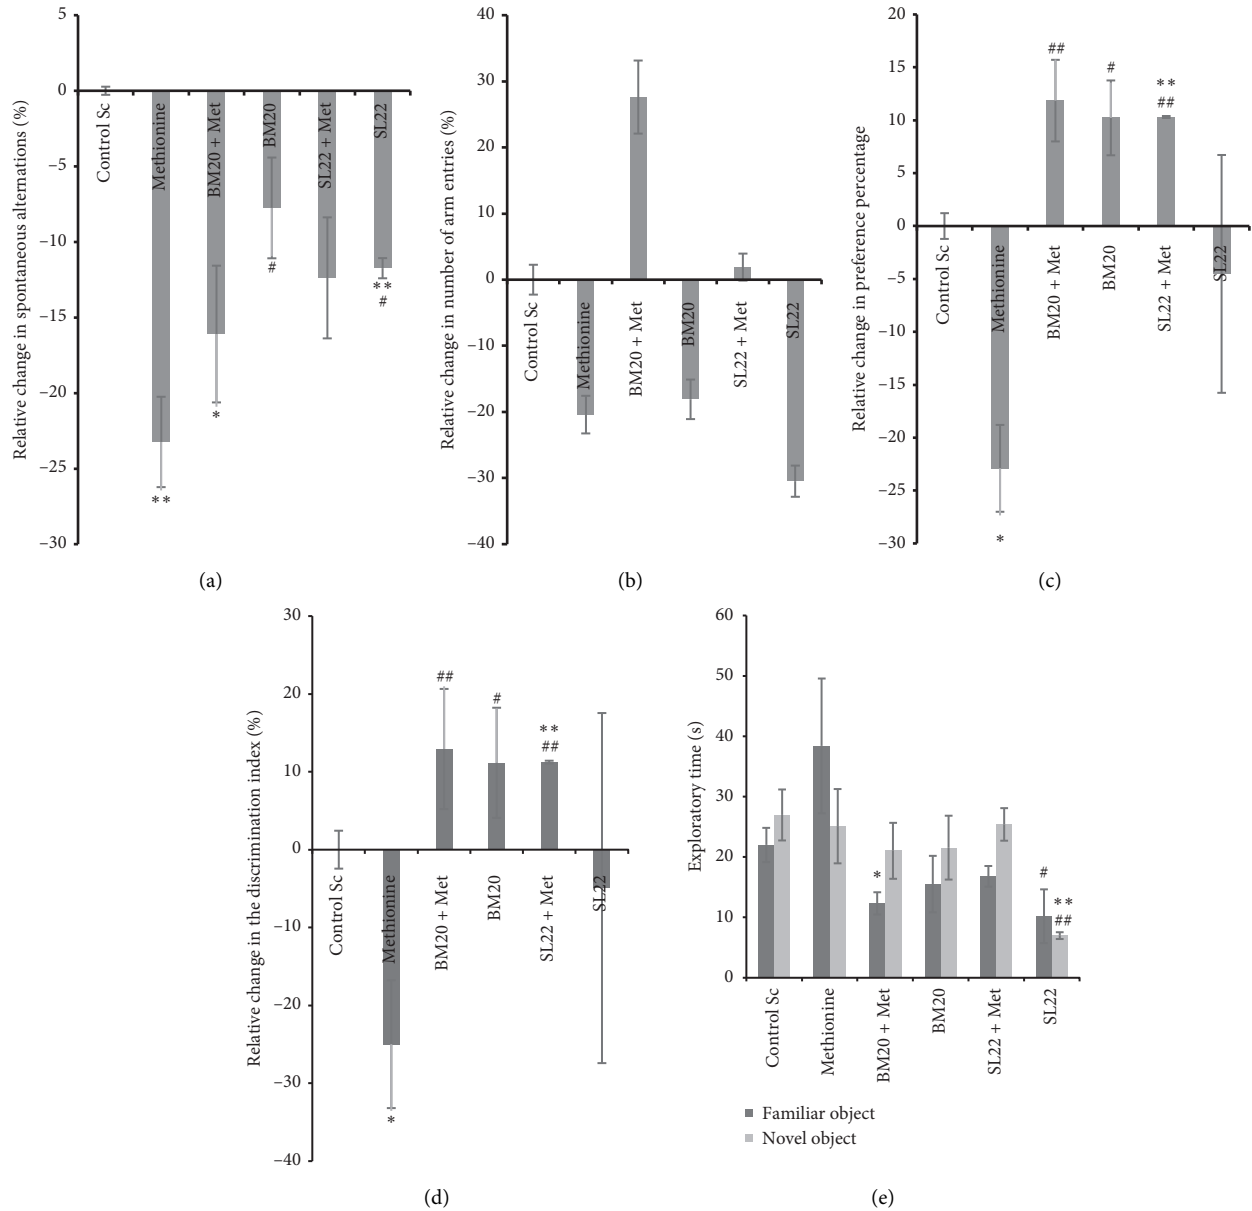 Relative change in spontaneous alternations (%)
5
0
−5
−10
−15
−20
−25
−30
Control Sc
Methionine
BM20 + Met
BM20
SL22 + Met
SL22
**
*
#
**
#
(a)
Relative change in number of arm entries (%)
40
30
20
10
0
−10
−20
−30
−40
Control Sc
Methionine
BM20 + Met
BM20
SL22 + Met
SL22
(b)
Relative change in preference percentage
20
15
10
5
0
−5
−10
−15
−20
−25
−30
Control Sc
Methionine
BM20 + Met
BM20
SL22 + Met
SL22
*
##
#
**
##
(c)
Relative change in the discrimination index (%)
30
20
10
0
−10
−20
−30
−40
Control Sc
Methionine
BM20 + Met
BM20
SL22 + Met
SL22
*
##
#
**
##
(d)
Exploratory time (s)
60
50
40
30
20
10
0
*
#
**
##
Control Sc
Methionine
BM20 + Met
BM20
SL22 + Met
SL22
Familiar object
Novel object
(e)